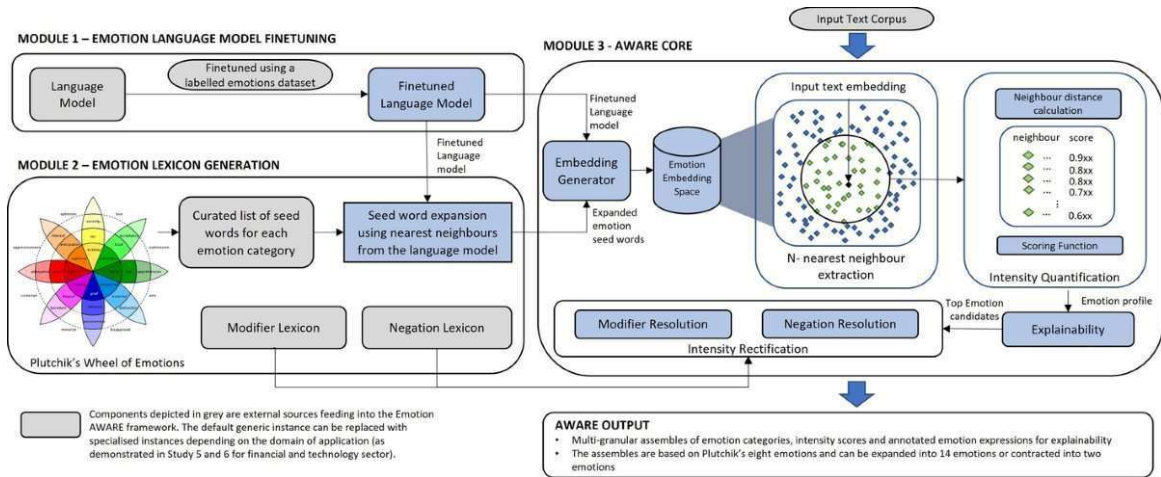 MODULE 1 – EMOTION LANGUAGE MODEL FINETUNING
Language
Model
Finetuned using a
labelled emotions dataset
Finetuned
Language Model
Finetuned
Language
model
MODULE 2 – EMOTION LEXICON GENERATION
Curated list of seed
words for each
emotion category
Seed word expansion
using nearest neighbours
from the language model
Modifier Lexicon
Negation Lexicon
Plutchik's Wheel of Emotions
Input Text Corpus
MODULE 3 - AWARE CORE
Finetuned
Language
model
Embedding
Generator
Expanded
emotion
seed words
Emotion
Embedding
Space
Input text embedding
N- nearest neighbour
extraction
Neighbour distance
calculation
neighbour score
... 0.9xx
... 0.8xx
... 0.8xx
... 0.7xx
⋮
... 0.6xx
Scoring Function
Intensity Quantification
Emotion profile
Explainability
Top Emotion
candidates
Modifier Resolution
Negation Resolution
Intensity Rectification
Components depicted in grey are external sources feeding into the Emotion
AWARE framework. The default generic instance can be replaced with
specialised instances depending on the domain of application (as
demonstrated in Study 5 and 6 for financial and technology sector).
AWARE OUTPUT
• Multi-granular assembles of emotion categories, intensity scores and annotated emotion expressions for explainability
• The assembles are based on Plutchik's eight emotions and can be expanded into 14 emotions or contracted into two
emotions